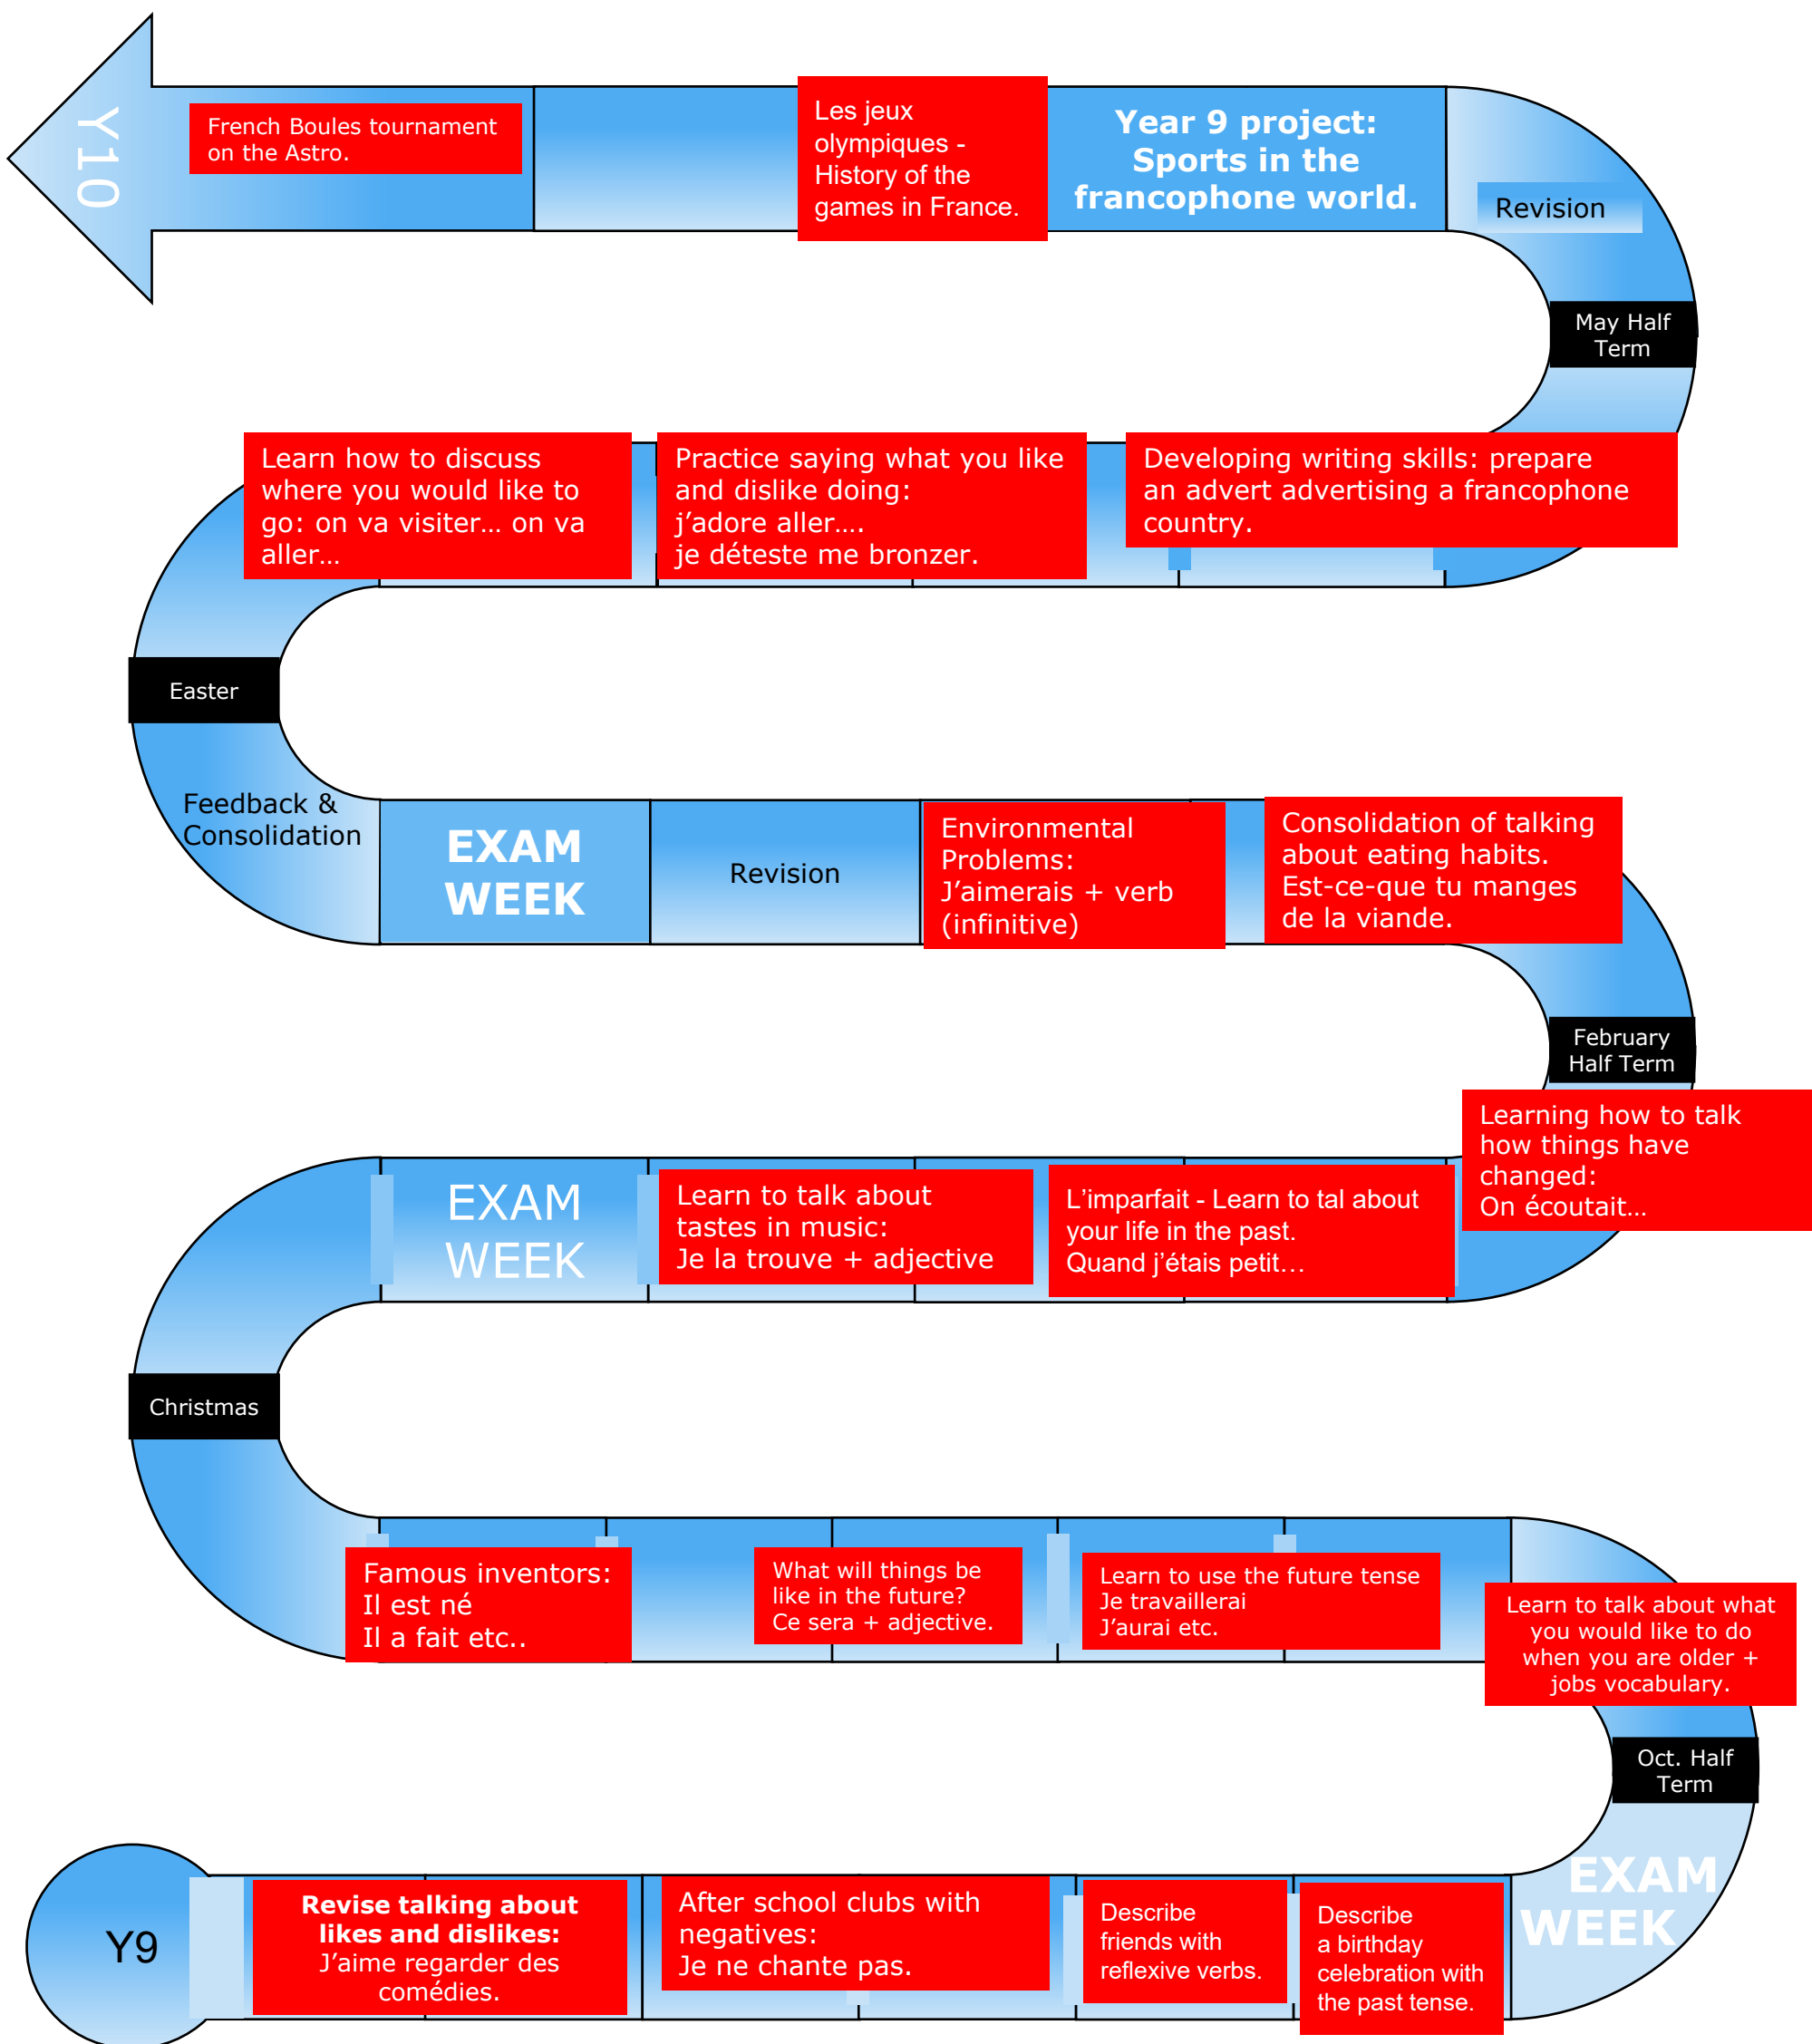 Y10
French Boules tournament
on the Astro.
Les jeux
olympiques -
History of the
games in France.
Year 9 project:
Sports in the
francophone world.
Revision
May Half
Term
Learn how to discuss
where you would like to
go: on va visiter... on va
aller...
Practice saying what you like
and dislike doing:
j’adore aller....
je déteste me bronzer.
Developing writing skills: prepare
an advert advertising a francophone
country.
Easter
Feedback &
Consolidation
EXAM
WEEK
Revision
Environmental
Problems:
J’aimerais + verb
(infinitive)
Consolidation of talking
about eating habits.
Est-ce-que tu manges
de la viande.
February
Half Term
Learning how to talk
how things have
changed:
On écoutait...
EXAM
WEEK
Learn to talk about
tastes in music:
Je la trouve + adjective
L’imparfait - Learn to tal about
your life in the past.
Quand j’étais petit...
Christmas
Famous inventors:
Il est né
Il a fait etc..
What will things be
like in the future?
Ce sera + adjective.
Learn to use the future tense
Je travaillerai
J’aurai etc.
Learn to talk about what
you would like to do
when you are older +
jobs vocabulary.
Oct. Half
Term
EXAM
WEEK
Y9
Revise talking about
likes and dislikes:
J’aime regarder des
comédies.
After school clubs with
negatives:
Je ne chante pas.
Describe
friends with
reflexive verbs.
Describe
a birthday
celebration with
the past tense.